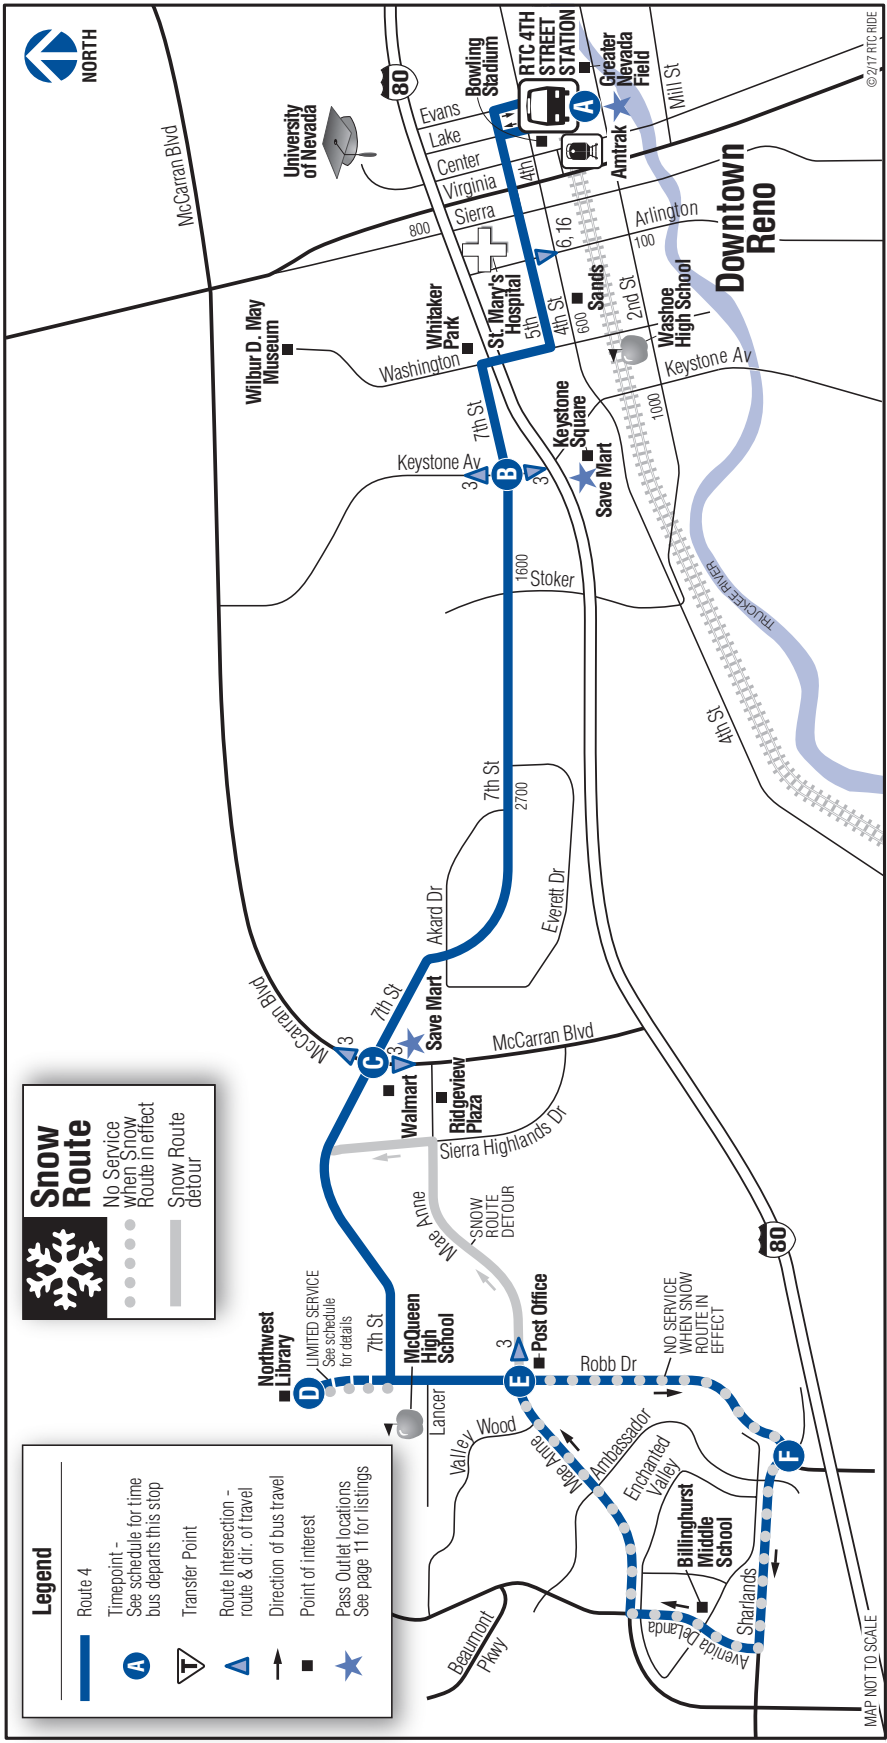 NORTH
Snow
Route
No Service
when Snow
Route in effect
Snow Route
detour
Legend
Route 4
A
Timepoint -
See schedule for time
bus departs this stop
T
Transfer Point
Route Intersection -
route & dir. of travel
Direction of bus travel
Point of interest
Pass Outlet locations
See page 11 for listings
McCarran Blvd
80
University
of Nevada
Bowling
Stadium
RTC 4TH
STREET
STATION
Greater
Nevada
Field
A
Amtrak
Mill St
Evans
Lake
Center
Virginia
Sierra
4th
800
6, 16
Arlington
100
Downtown
Reno
St. Mary's
Hospital
Sands
5th
4th St
600
2nd St
Washoe
High School
Wilbur D. May
Museum
Whitaker
Park
Washington
7th St
Keystone Av
3
B
3
Keystone
Square
Save Mart
1000
Keystone Av
1600
Stoker
TRUCKEE RIVER
4th St
7th St
2700
Akard Dr
Everett Dr
7th St
McCarran Blvd
3
C
3
Save Mart
McCarran Blvd
Walmart
Ridgeview
Plaza
Sierra Highlands Dr
Mae Anne
SNOW
ROUTE
DETOUR
80
Northwest
Library
D
LIMITED SERVICE
See schedule
for details
7th St
McQueen
High
School
Lancer
3
E
Post Office
Robb Dr
NO SERVICE
WHEN SNOW
ROUTE IN
EFFECT
Valley Wood
Mae Anne
Ambassador
Enchanted
Valley
F
Billinghurst
Middle
School
Sharlands
Avenida DeLanda
Beaumont
Pkwy
MAP NOT TO SCALE
© 2/17 RTC RIDE